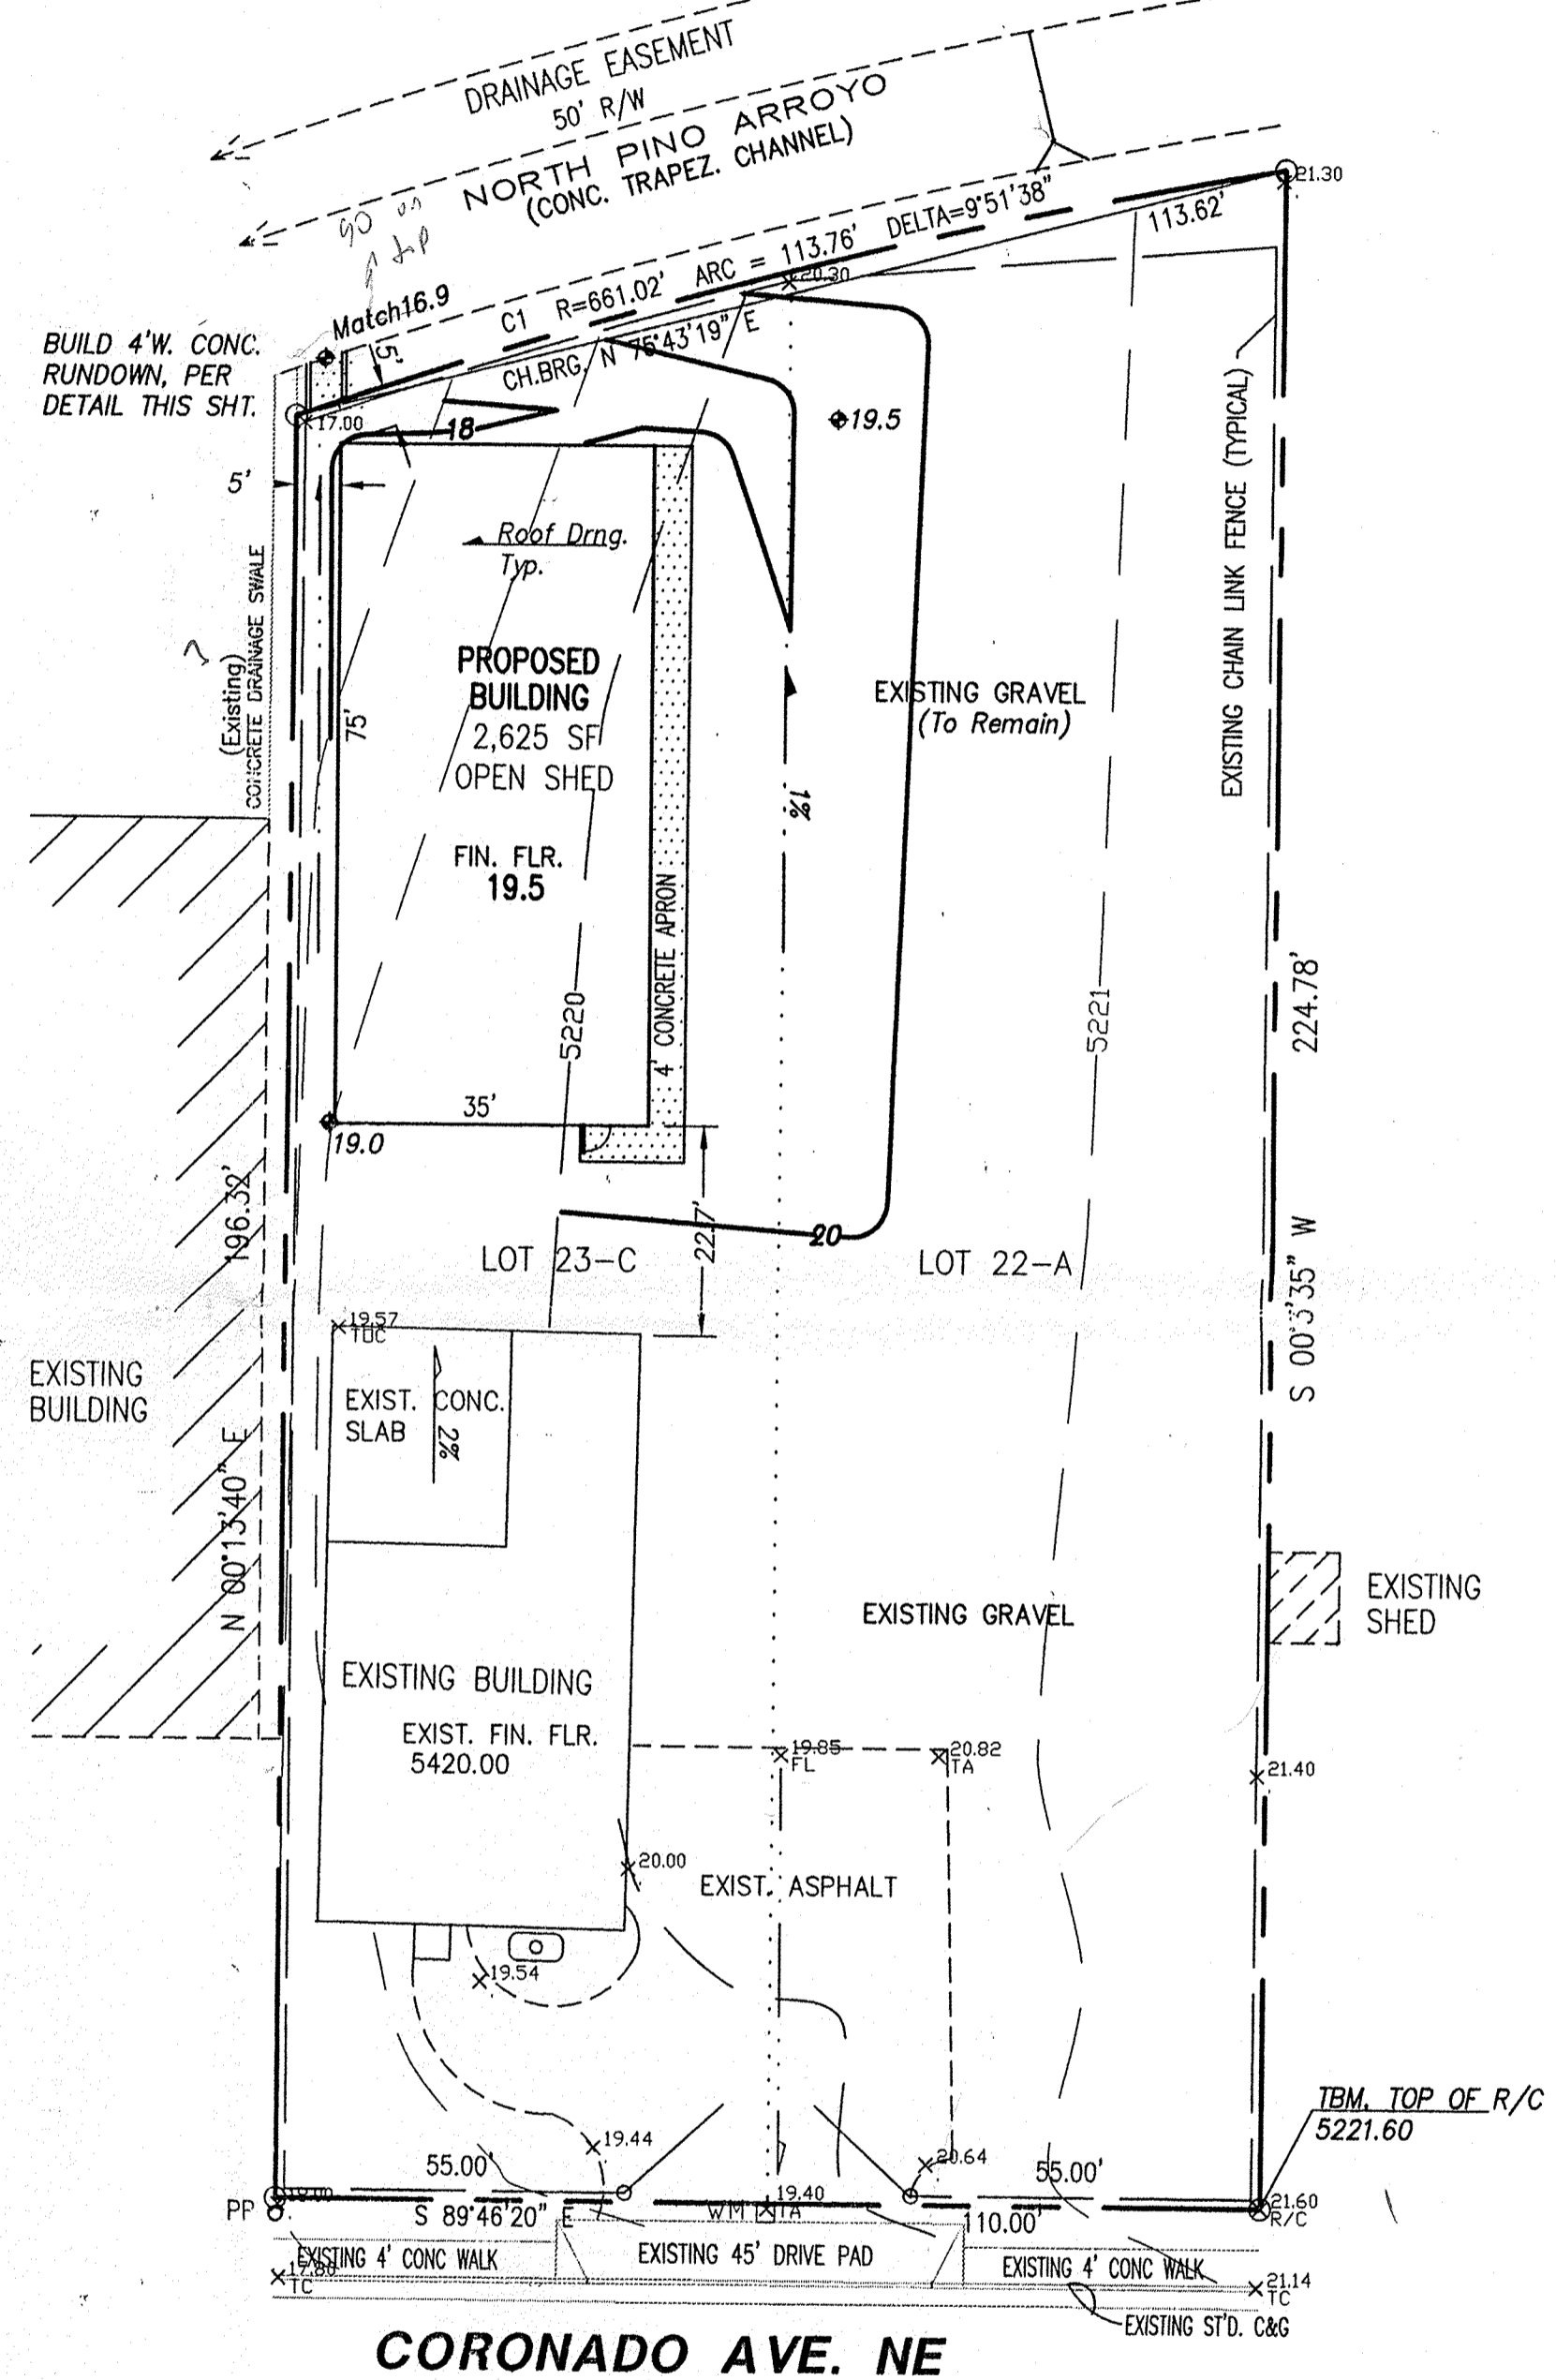 DRAINAGE EASEMENT
50' R/W
NORTH PINO ARROYO
(CONC. TRAPEZ. CHANNEL)
21.30
113.62'
C1 R=661.02' ARC = 113.76' DELTA=9°51'38"
20.30
Match16.9
5'
CH.BRG. N 75°43'19" E
BUILD 4'W. CONC.
RUNDOWN, PER
DETAIL THIS SHT.
17.00
18
19.5
5'
Roof Drng.
Typ.
EXISTING CHAIN LINK FENCE (TYPICAL)
(Existing)
CONCRETE DRAINAGE SWALE
75'
PROPOSED
BUILDING
2,625 SF
OPEN SHED
FIN. FLR.
19.5
EXISTING GRAVEL
(To Remain)
1%
4' CONCRETE APRON
5220
5221
224.78'
35'
19.0
196.32'
22.7'
20
LOT 23-C
LOT 22-A
S 00°3'35" W
19.57
EXISTING
BUILDING
EXIST. CONC.
SLAB
2%
N 00°13'40" E
EXISTING GRAVEL
EXISTING
SHED
EXISTING BUILDING
EXIST. FIN. FLR.
5420.00
19.85
FL
20.82
TA
21.40
20.00
EXIST. ASPHALT
19.54
TBM, TOP OF R/C
5221.60
19.44
20.64
55.00'
55.00'
PP
19.40
TA
WM
21.60
R/C
S 89°46'20" E
110.00'
EXISTING 4' CONC WALK
EXISTING 45' DRIVE PAD
EXISTING 4' CONC WALK
17.80
TC
21.14
TC
EXISTING ST'D. C&G
CORONADO AVE. NE